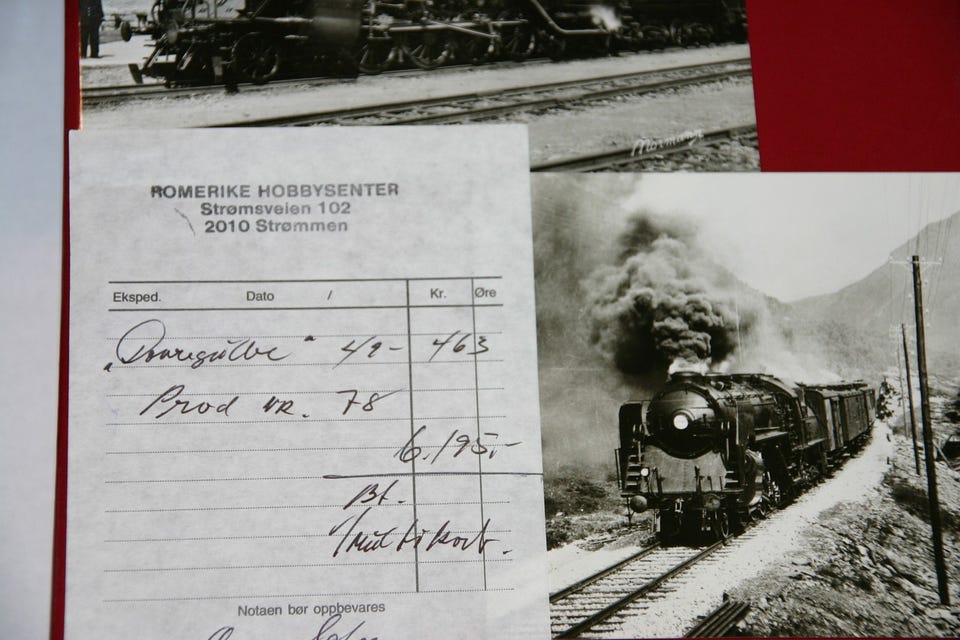 ROMERIKE HOBBYSENTER
Strømsveien 102
2010 Strømmen
Eksped. Dato / Kr. Øre
„Dovregubbe" 49- 463
Prod nr. 78
6.195,-
Bt.
Notaen bør oppbevares